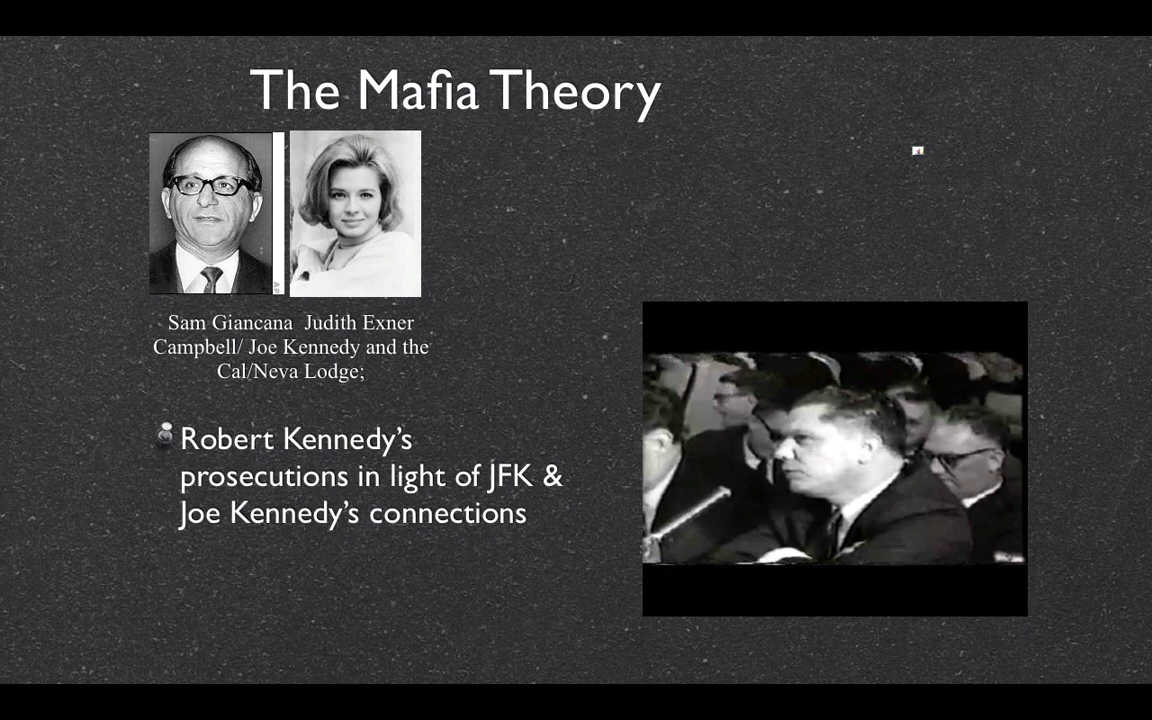 The Mafia Theory
AP
Sam Giancana Judith Exner
Campbell/ Joe Kennedy and the
Cal/Neva Lodge;
Robert Kennedy's
prosecutions in light of JFK &
Joe Kennedy's connections